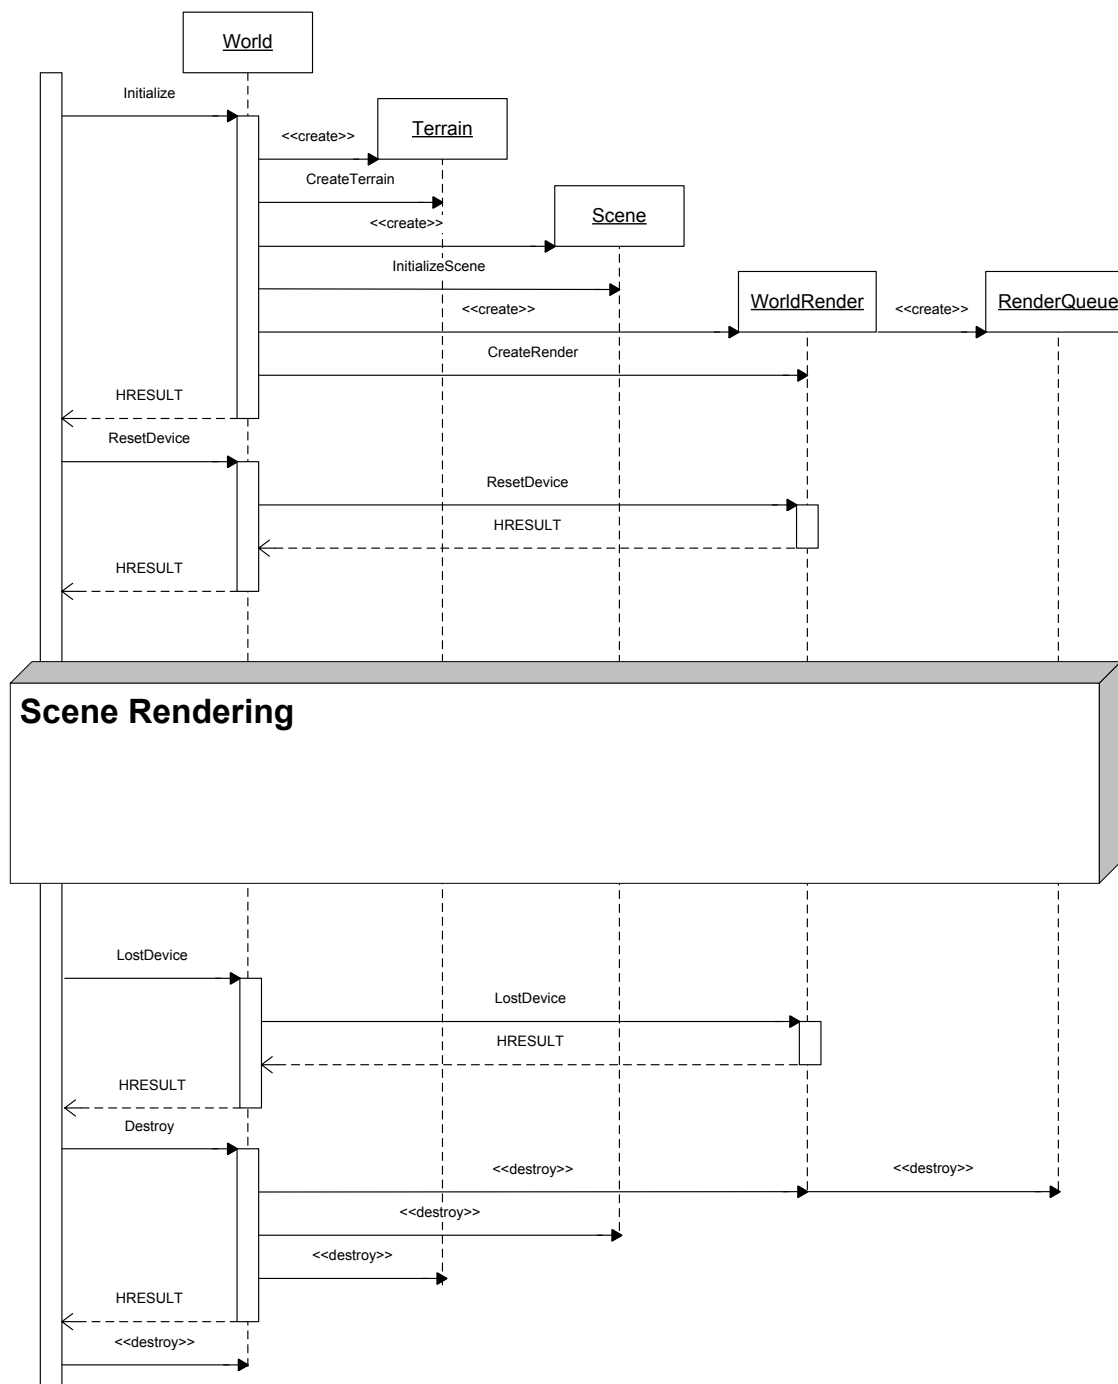 World
Initialize
<<create>>
Terrain
CreateTerrain
<<create>>
Scene
InitializeScene
<<create>>
WorldRender
<<create>>
RenderQueue
CreateRender
HRESULT
ResetDevice
ResetDevice
HRESULT
HRESULT
Scene Rendering
LostDevice
LostDevice
HRESULT
HRESULT
Destroy
<<destroy>>
<<destroy>>
<<destroy>>
<<destroy>>
HRESULT
<<destroy>>